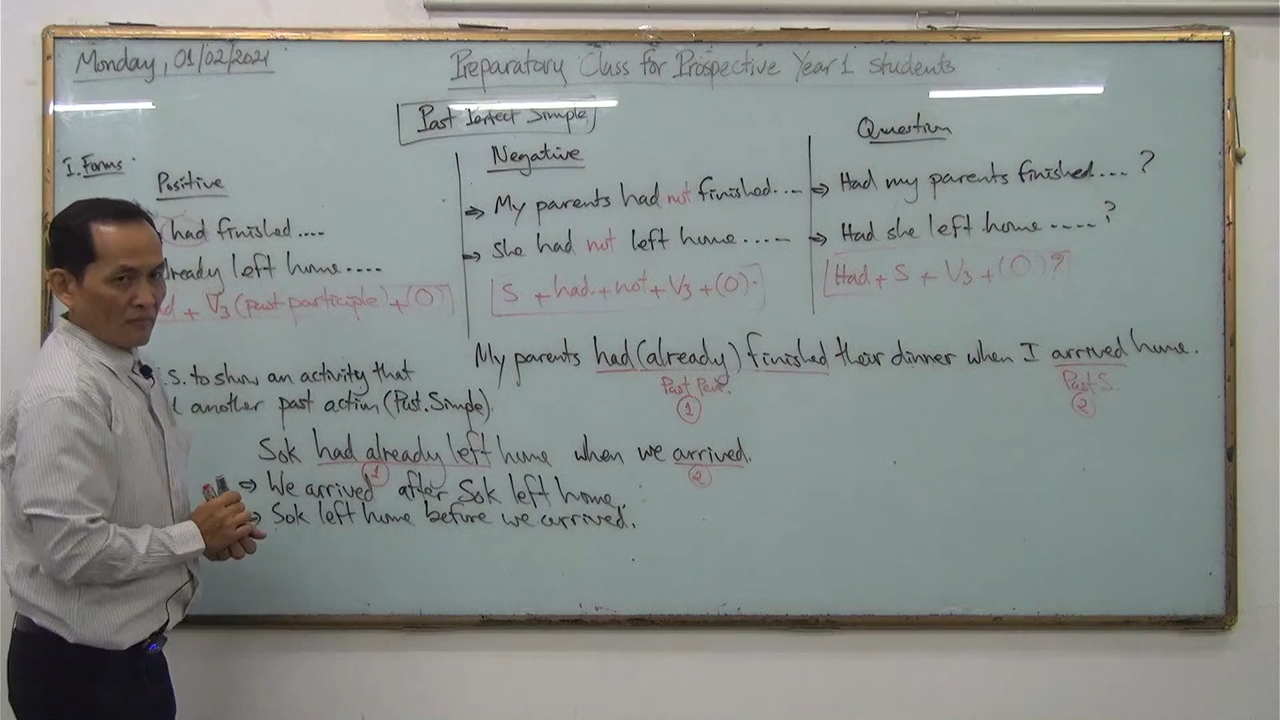 Monday, 01/02/2021
Preparatory Class for Prospective Year 1 students
Past Perfect Simple
I. Forms
Positive
had finished....
already left home....
V3 (past participle) + (O)
Negative
⇒ My parents had not finished....
⇒ She had not left home.....
S + had + not + V3 + (O).
Question
⇒ Had my parents finished....?
⇒ Had she left home.....?
Had + S + V3 + (O)?
My parents had (already) finished their dinner when I arrived home.
Past Perf.
Past S.
1
2
.S. to show an activity that
another past action (Past.Simple).
Sok had already left home when we arrived.
1
2
⇒ We arrived after Sok left home.
⇒ Sok left home before we arrived.